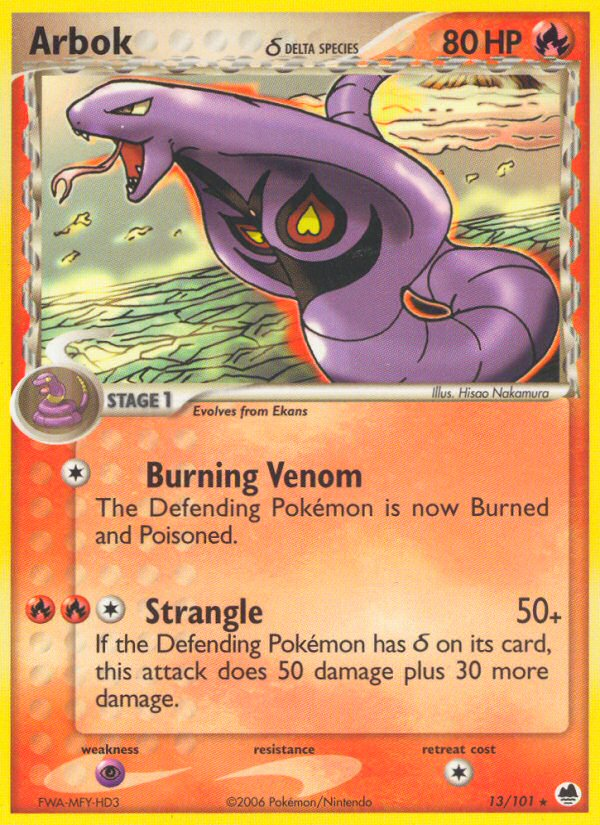 Arbok δ DELTA SPECIES 80 HP
Illus. Hisao Nakamura
STAGE 1
Evolves from Ekans
Burning Venom
The Defending Pokémon is now Burned
and Poisoned.
Strangle 50+
If the Defending Pokémon has δ on its card,
this attack does 50 damage plus 30 more
damage.
weakness resistance retreat cost
FWA-MFY-HD3 ©2006 Pokémon/Nintendo 13/101 ★